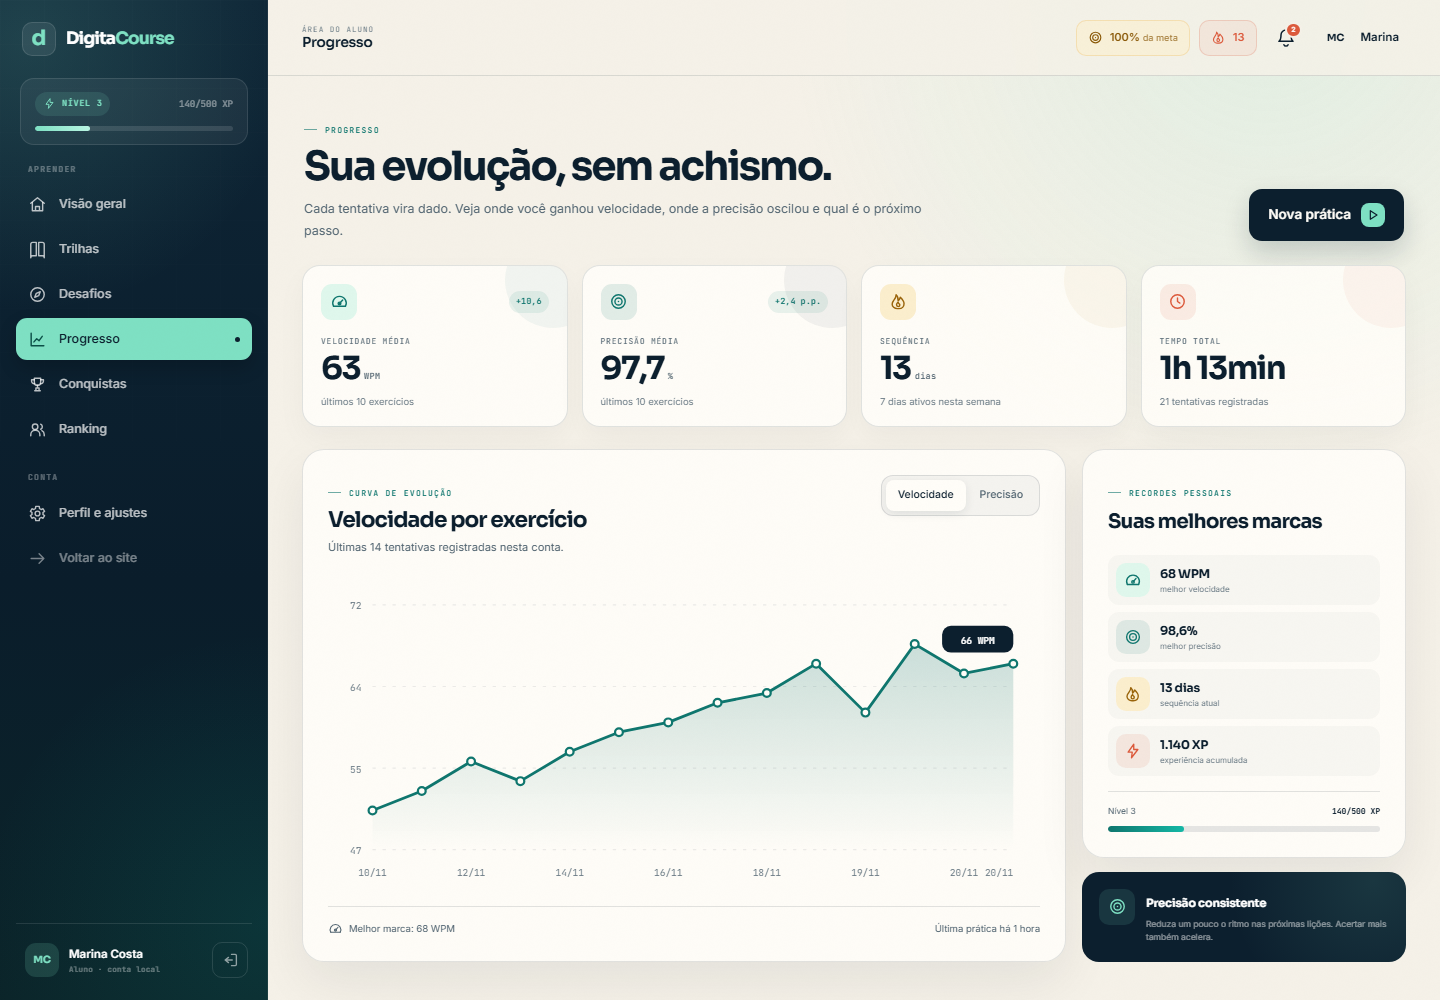 d DigitaCourse
NÍVEL 3 140/500 XP
APRENDER
Visão geral
Trilhas
Desafios
Progresso
Conquistas
Ranking
CONTA
Perfil e ajustes
Voltar ao site
MC Marina Costa
Aluno · conta local
ÁREA DO ALUNO
Progresso
100% da meta
13
2
MC Marina
PROGRESSO
Sua evolução, sem achismo.
Cada tentativa vira dado. Veja onde você ganhou velocidade, onde a precisão oscilou e qual é o próximo
passo.
Nova prática
+10,6
VELOCIDADE MÉDIA
63 WPM
últimos 10 exercícios
+2,4 p.p.
PRECISÃO MÉDIA
97,7 %
últimos 10 exercícios
SEQUÊNCIA
13 dias
7 dias ativos nesta semana
TEMPO TOTAL
1h 13min
21 tentativas registradas
CURVA DE EVOLUÇÃO
Velocidade por exercício
Últimas 14 tentativas registradas nesta conta.
Velocidade Precisão
72
64
55
47
66 WPM
10/11 12/11 14/11 16/11 18/11 19/11 20/11 20/11
Melhor marca: 68 WPM
Última prática há 1 hora
RECORDES PESSOAIS
Suas melhores marcas
68 WPM
melhor velocidade
98,6%
melhor precisão
13 dias
sequência atual
1.140 XP
experiência acumulada
Nível 3 140/500 XP
Precisão consistente
Reduza um pouco o ritmo nas próximas lições. Acertar mais
também acelera.